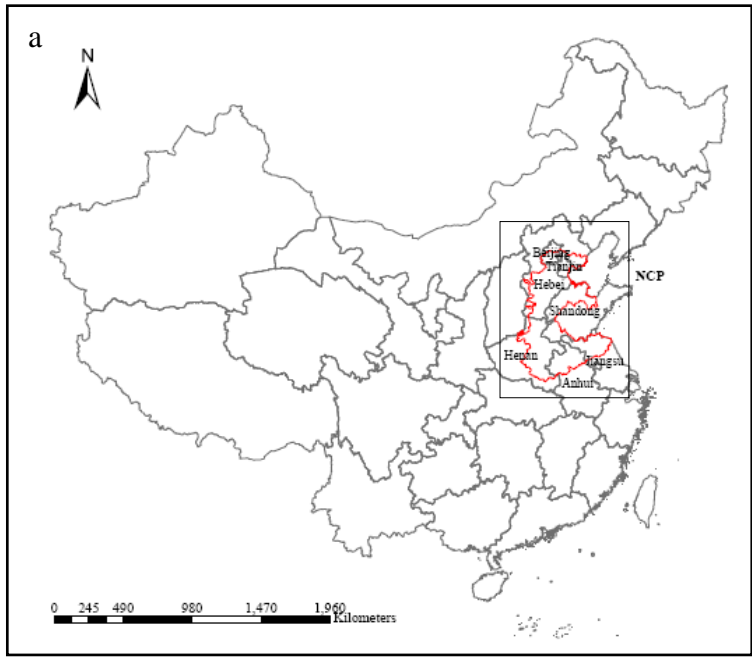 a
N
Beijing
Tianjin
NCP
Hebei
Shandong
Henan
Jiangsu
Anhui
0 245 490 980 1,470 1,960
Kilometers